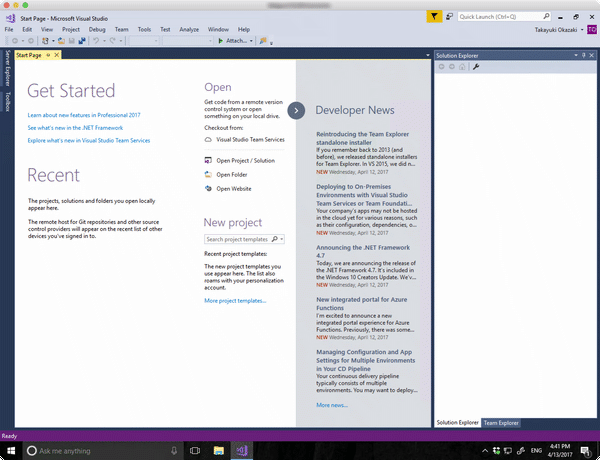 Start Page - Microsoft Visual Studio
Quick Launch (Ctrl+Q)
File Edit View Project Debug Team Tools Test Analyze Window Help
Takayuki Okazaki
TO
Attach...
Server Explorer
Toolbox
Start Page
Get Started
Learn about new features in Professional 2017
See what's new in the .NET Framework
Explore what's new in Visual Studio Team Services
Recent
The projects, solutions and folders you open locally
appear here.
The remote host for Git repositories and other source
control providers will appear on the recent list of other
devices you've signed in to.
Open
Get code from a remote version
control system or open
something on your local drive.
Checkout from:
Visual Studio Team Services
Open Project / Solution
Open Folder
Open Website
New project
Search project templates
Recent project templates:
The new project templates you
use appear here. The list also
roams with your personalization
account.
More project templates...
Developer News
Reintroducing the Team Explorer
standalone installer
If you remember back to 2013 (and
before), we released standalone
installers for Team Explorer. In VS 2015, we did n...
NEW Wednesday, April 12, 2017
Deploying to On-Premises
Environments with Visual Studio
Team Services or Team Foundati...
Your company's apps may not be hosted
in the cloud yet for various reasons, such
as their configuration, dependencies, o...
NEW Wednesday, April 12, 2017
Announcing the .NET Framework
4.7
Today, we are announcing the release of
the .NET Framework 4.7. It's included in
the Windows 10 Creators Update. We'v...
NEW Wednesday, April 12, 2017
New integrated portal for Azure
Functions
I'm excited to announce a new
integrated portal experience for Azure
Functions. Previously, there was some...
NEW Wednesday, April 12, 2017
Managing Configuration and App
Settings for Multiple Environments
in Your CD Pipeline
Your continuous delivery pipeline
typically consists of multiple
environments. You may want to deploy...
More news...
Solution Explorer
Solution Explorer Team Explorer
Ready
Ask me anything
ENG
4:41 PM
4/13/2017